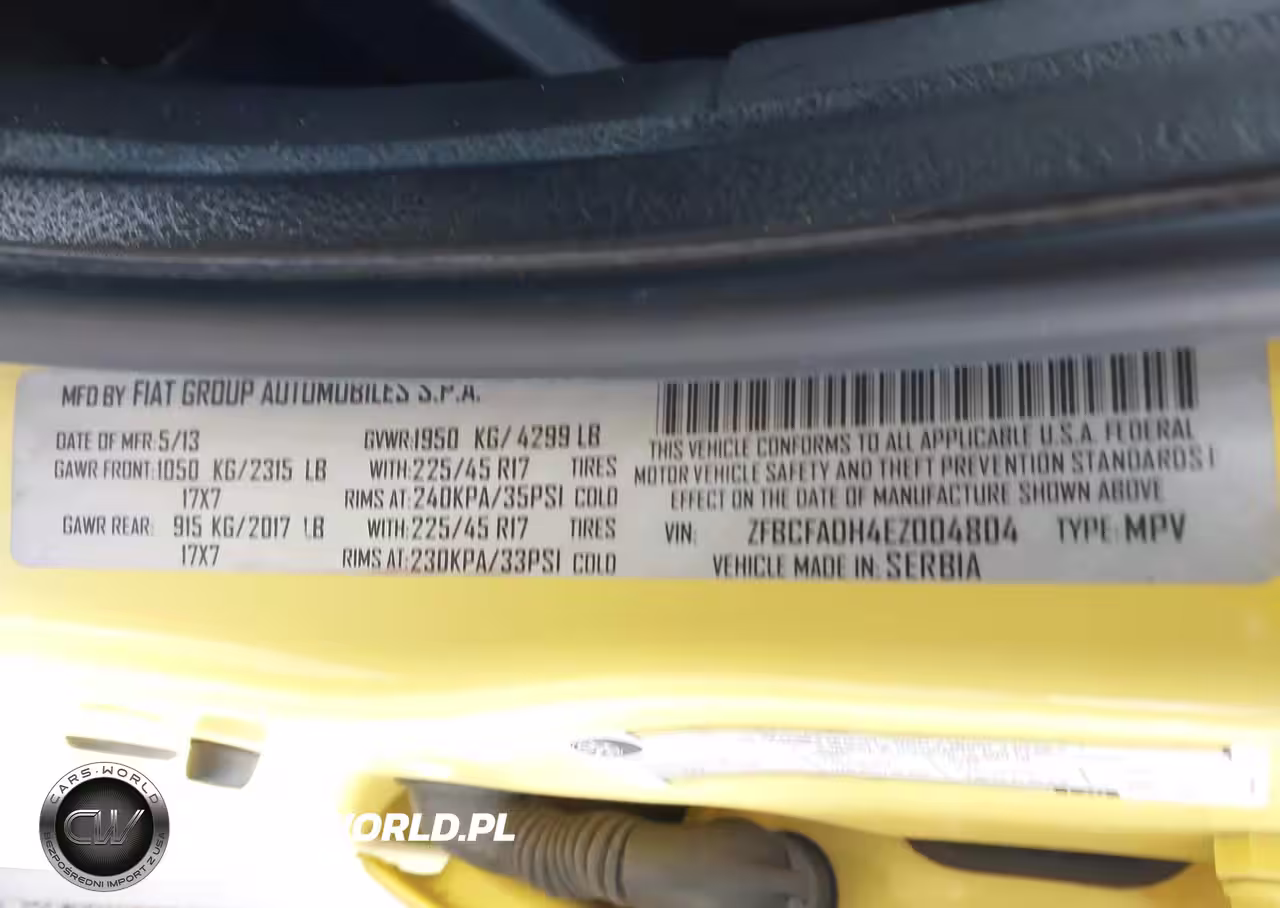 MFD BY FIAT GROUP AUTOMOBILES S.P.A.
DATE OF MFR: 5/13 GVWR: 1950 KG/ 4299 LB
GAWR FRONT: 1050 KG/2315 LB WITH: 225/45 R17 TIRES
17X7 RIMS AT: 240KPA/35PSI COLD
GAWR REAR: 915 KG/2017 LB WITH: 225/45 R17 TIRES
17X7 RIMS AT: 230KPA/33PSI COLD
THIS VEHICLE CONFORMS TO ALL APPLICABLE U.S.A. FEDERAL
MOTOR VEHICLE SAFETY AND THEFT PREVENTION STANDARDS I
EFFECT ON THE DATE OF MANUFACTURE SHOWN ABOVE
VIN: ZFBCFADH4EZ004804 TYPE: MPV
VEHICLE MADE IN: SERBIA
CARS-WORLD
CW
BEZPOŚREDNI IMPORT Z USA
WORLD.PL